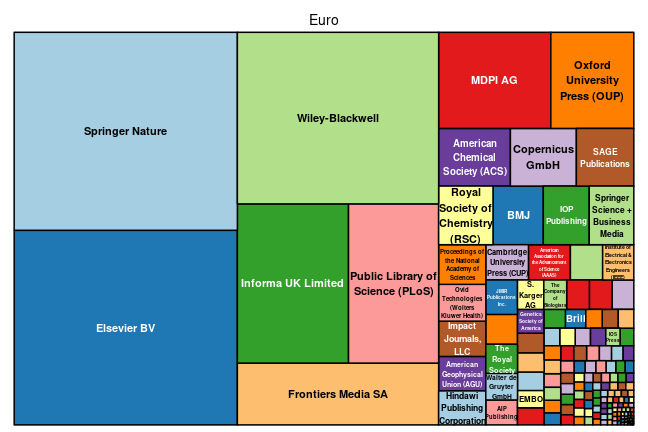 Euro
Springer Nature
Elsevier BV
Wiley-Blackwell
Informa UK Limited
Public Library of
Science (PLoS)
Frontiers Media SA
MDPI AG
Oxford
University
Press (OUP)
American
Chemical
Society (ACS)
Copernicus
GmbH
SAGE
Publications
Royal
Society of
Chemistry
(RSC)
BMJ
IOP
Publishing
Springer
Science +
Business
Media
Proceedings of
the National
Academy of
Sciences
Cambridge
University
Press (CUP)
American
Association for
the Advancement
of Science
(AAAS)
Institute of
Electrical &
Electronics
Engineers
(IEEE)
Ovid
Technologies
(Wolters
Kluwer Health)
JMIR
Publications
Inc.
S.
Karger
AG
The
Company
of
Biologists
Impact
Journals,
LLC
Genetics
Society of
America
Brill
IOS
Press
The
Royal
Society
American
Geophysical
Union (AGU)
Walter de
Gruyter
GmbH
Hindawi
Publishing
Corporation
AIP
Publishing
EMBO